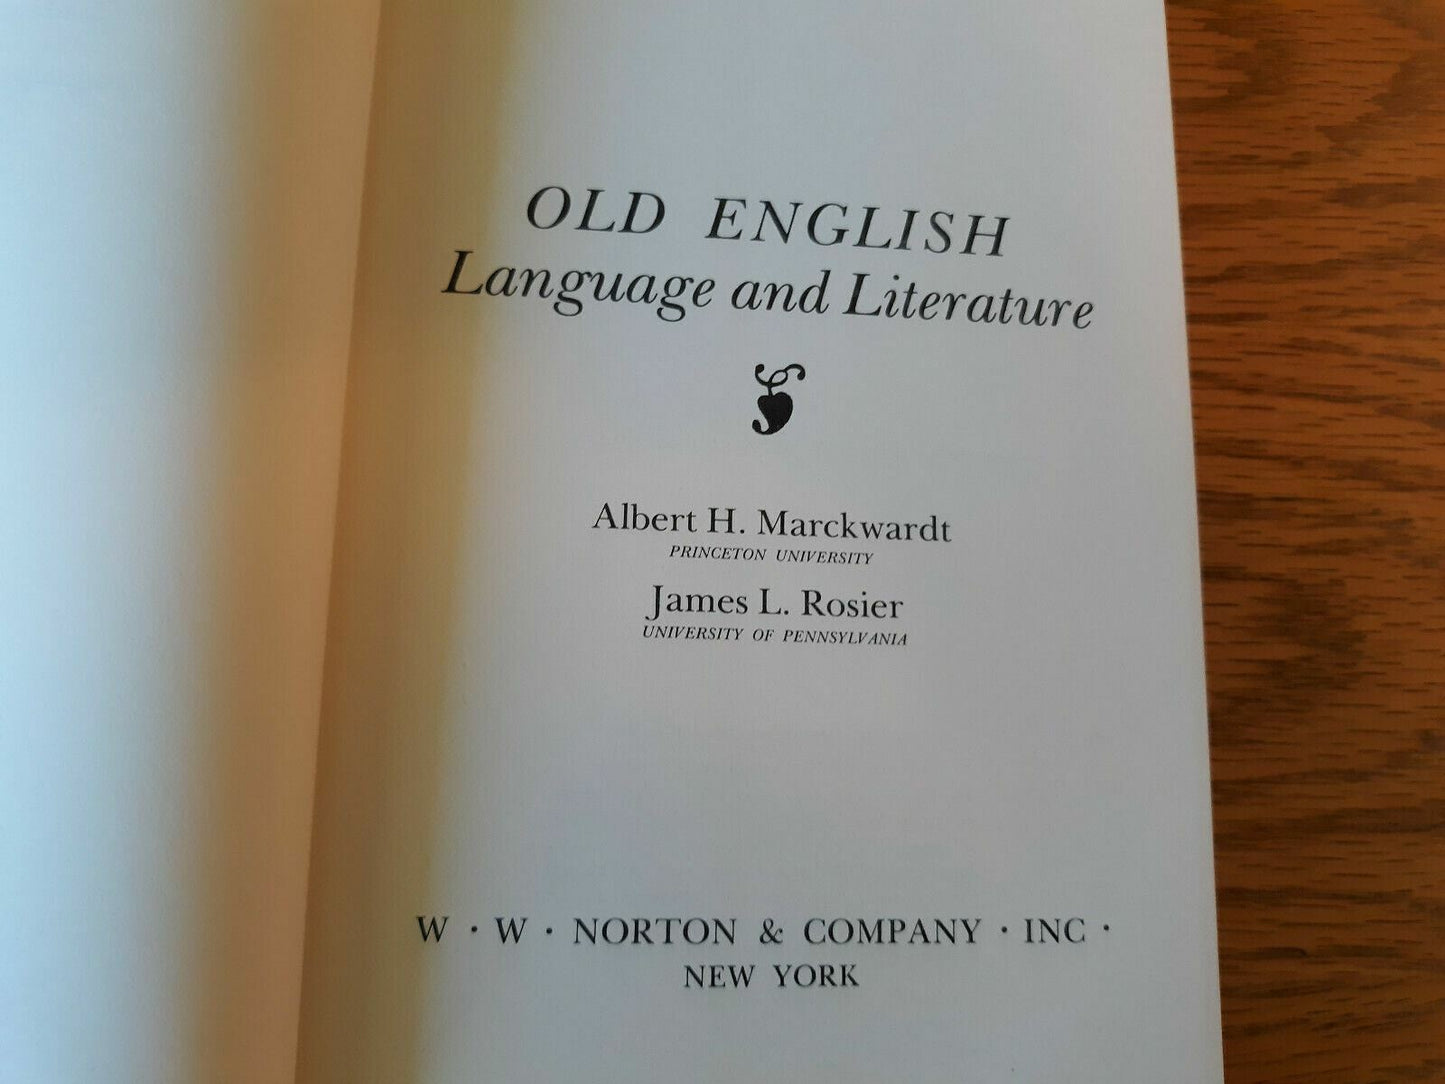 OLD ENGLISH
Language and Literature
Albert H. Marckwardt
PRINCETON UNIVERSITY
James L. Rosier
UNIVERSITY OF PENNSYLVANIA
W · W · NORTON & COMPANY · INC ·
NEW YORK